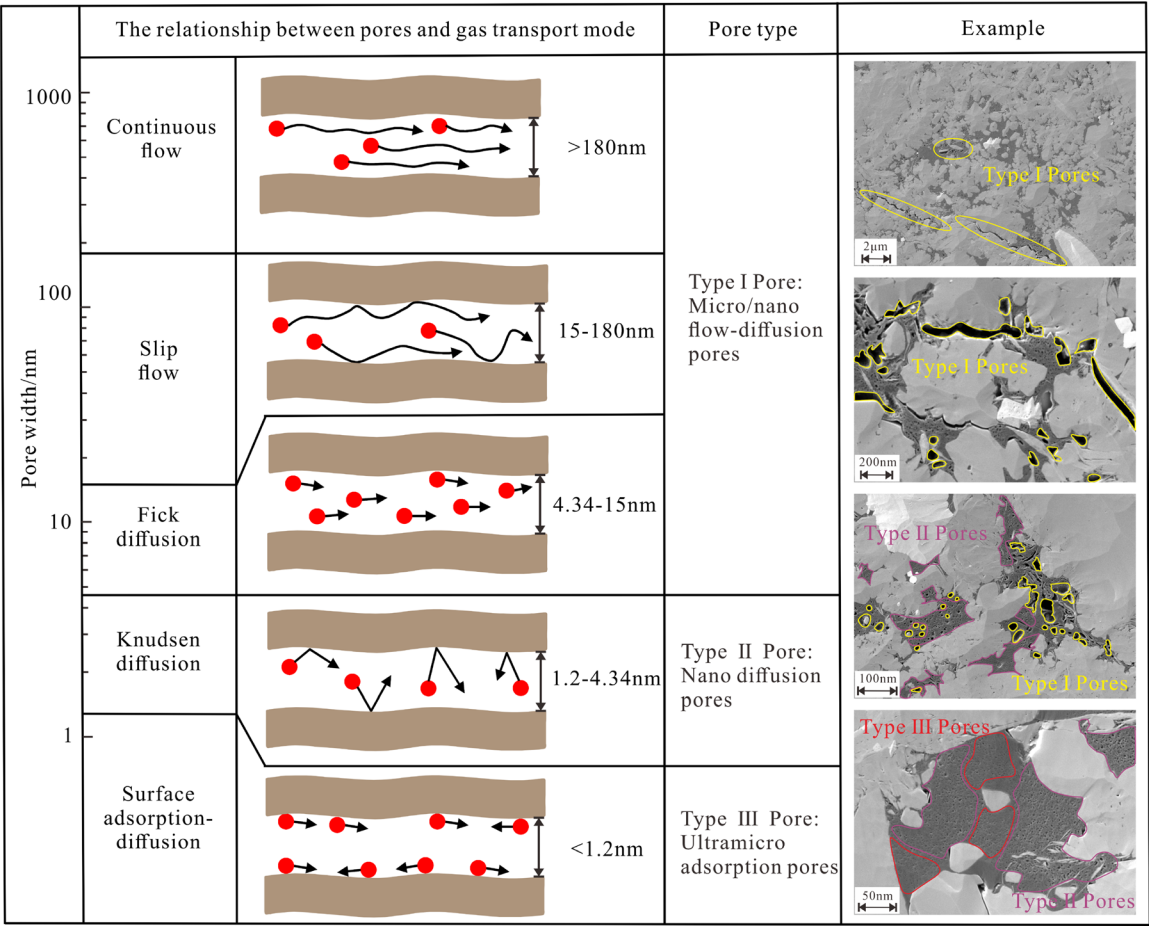 The relationship between pores and gas transport mode
Pore type
Example
Pore width/nm
1000
100
10
1
Continuous
flow
>180nm
Slip
flow
15-180nm
Fick
diffusion
4.34-15nm
Knudsen
diffusion
1.2-4.34nm
Surface
adsorption-
diffusion
<1.2nm
Type I Pore:
Micro/nano
flow-diffusion
pores
Type II Pore:
Nano diffusion
pores
Type III Pore:
Ultramicro
adsorption pores
Type I Pores
2μm
Type I Pores
200nm
Type II Pores
Type I Pores
100nm
Type III Pores
50nm
Type II Pores